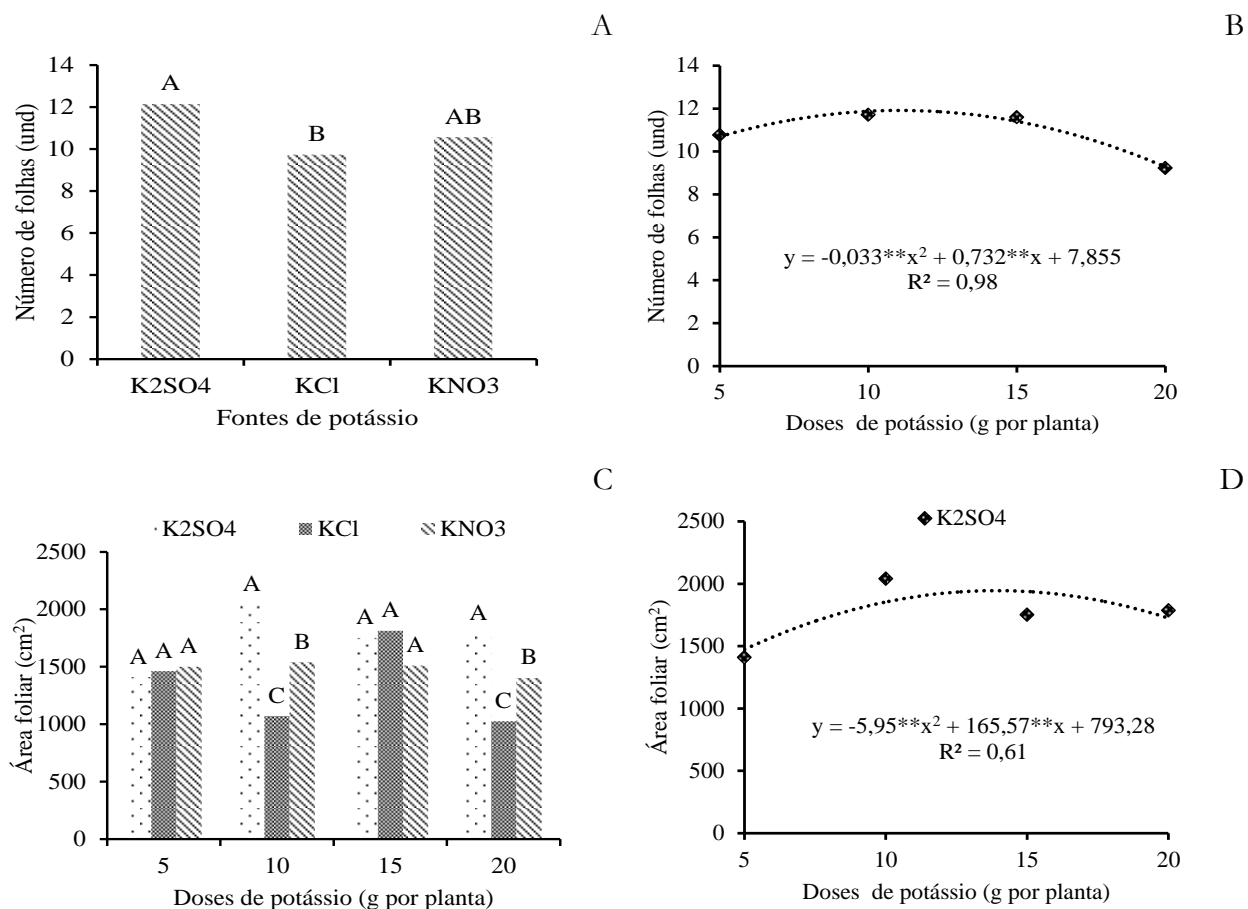 A
14
12
10
8
6
4
2
0
Número de folhas (und)
A
B
AB
K2SO4 KCl KNO3
Fontes de potássio
B
14
12
10
8
6
4
2
0
Número de folhas (und)
y = -0,033**x² + 0,732**x + 7,855
R² = 0,98
5 10 15 20
Doses de potássio (g por planta)
C
K2SO4 KCl KNO3
2500
2000
1500
1000
500
0
Área foliar (cm²)
A A A
A C B
A A A
A C B
5 10 15 20
Doses de potássio (g por planta)
D
K2SO4
2500
2000
1500
1000
500
0
Área foliar (cm²)
y = -5,95**x² + 165,57**x + 793,28
R² = 0,61
5 10 15 20
Doses de potássio (g por planta)